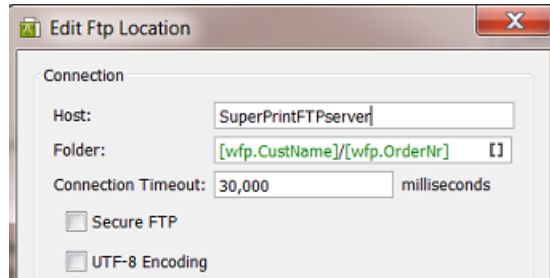 Edit Ftp Location
Connection
Host: SuperPrintFTPserver
Folder: [wfp.CustName]/[wfp.OrderNr] []
Connection Timeout: 30,000 milliseconds
Secure FTP
UTF-8 Encoding